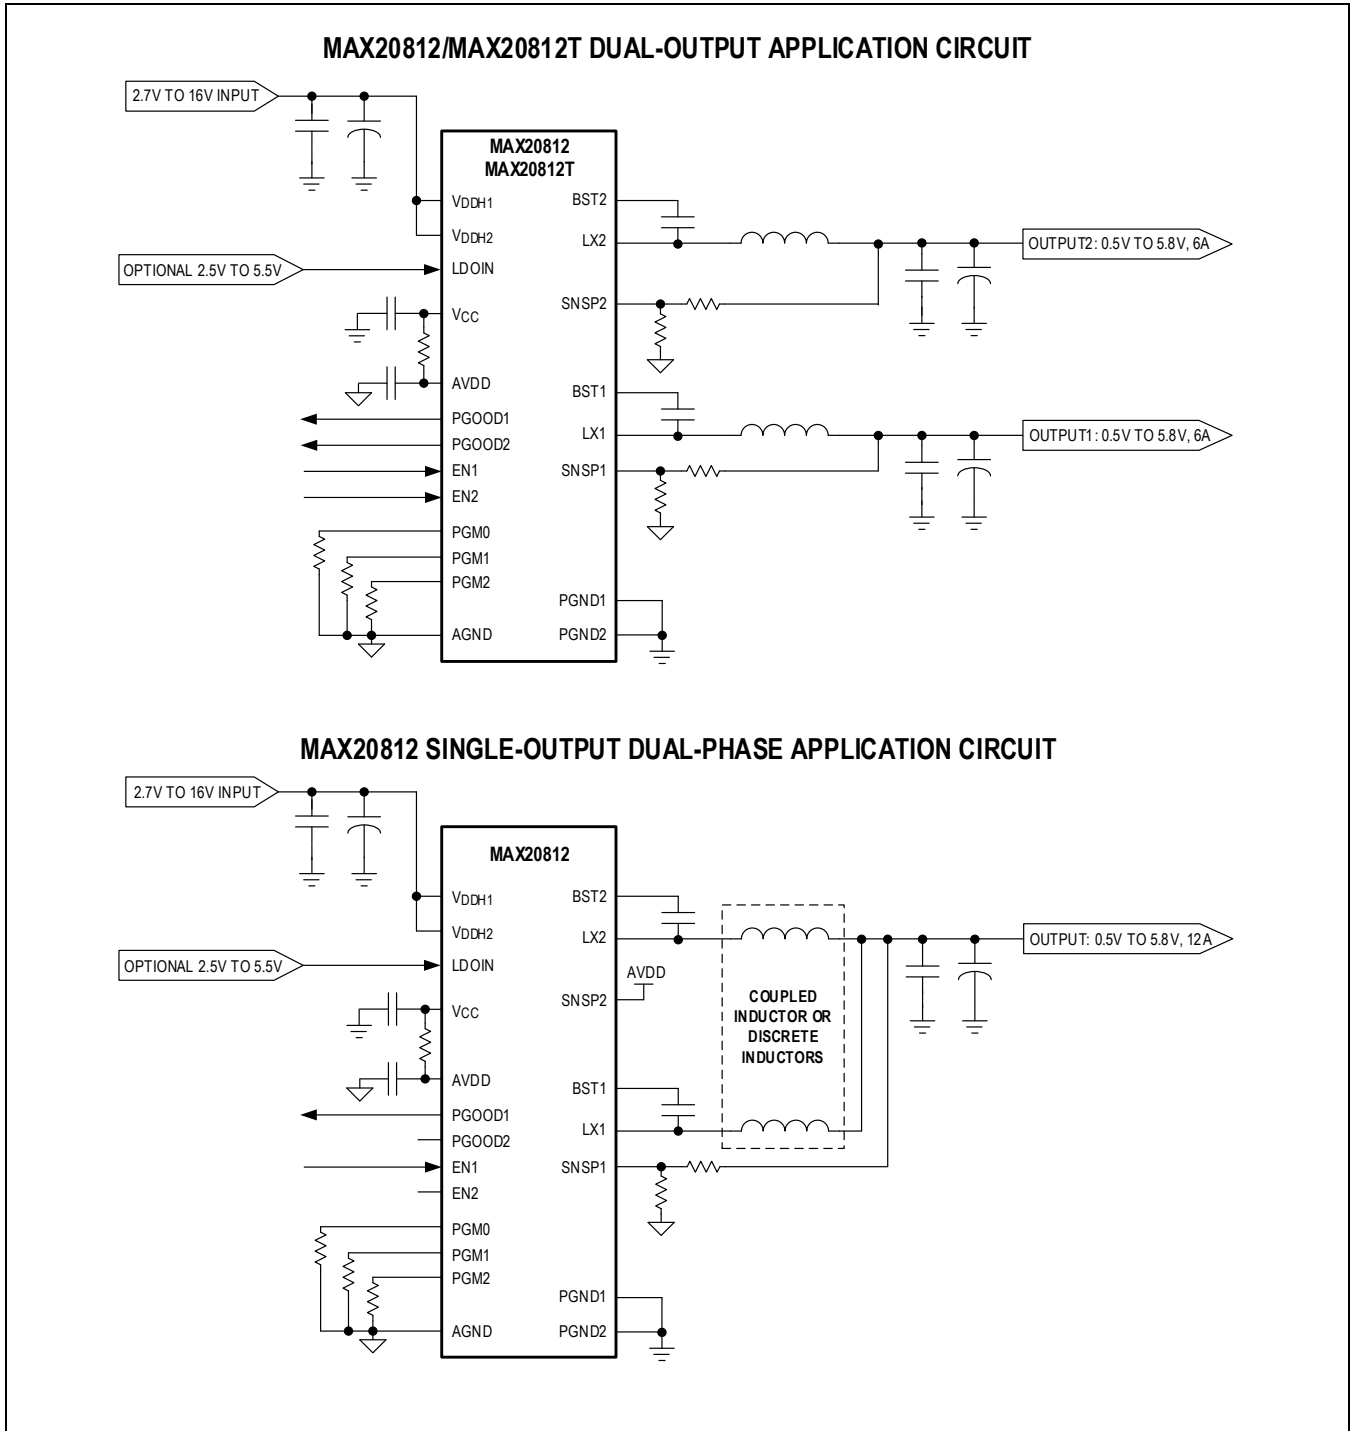 MAX20812/MAX20812T DUAL-OUTPUT APPLICATION CIRCUIT
2.7V TO 16V INPUT
MAX20812
MAX20812T
VDDH1
BST2
VDDH2
LX2
OUTPUT2: 0.5V TO 5.8V, 6A
OPTIONAL 2.5V TO 5.5V
LDOIN
SNSP2
VCC
AVDD
BST1
PGOOD1
LX1
OUTPUT1: 0.5V TO 5.8V, 6A
PGOOD2
EN1
SNSP1
EN2
PGM0
PGM1
PGM2
PGND1
AGND
PGND2
MAX20812 SINGLE-OUTPUT DUAL-PHASE APPLICATION CIRCUIT
2.7V TO 16V INPUT
MAX20812
VDDH1
BST2
VDDH2
LX2
OUTPUT: 0.5V TO 5.8V, 12A
OPTIONAL 2.5V TO 5.5V
LDOIN
AVDD
SNSP2
COUPLED
INDUCTOR OR
DISCRETE
INDUCTORS
VCC
AVDD
BST1
PGOOD1
LX1
PGOOD2
EN1
SNSP1
EN2
PGM0
PGM1
PGM2
PGND1
AGND
PGND2